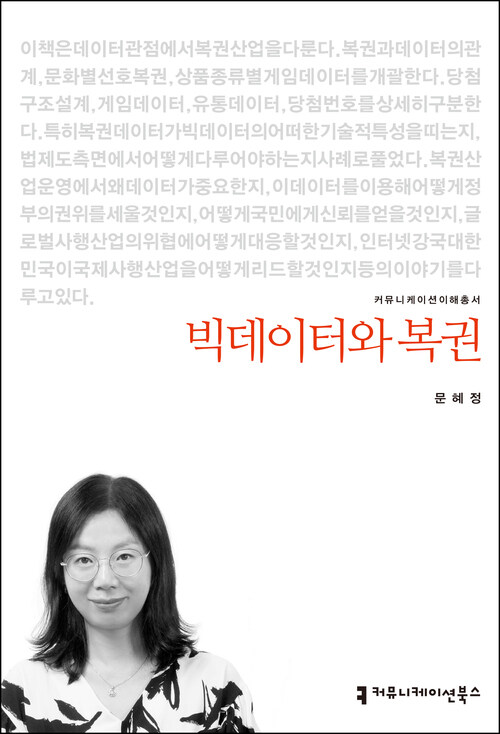 이책은데이터관점에서복권산업을다룬다.복권과데이터의관
계,문화별선호복권,상품종류별게임데이터를개괄한다.당첨
구조설계,게임데이터,유통데이터,당첨번호를상세히구분한
다.특히복권데이터가빅데이터의어떠한기술적특성을띠는지,
법제도측면에서어떻게다루어야하는지사례로풀었다.복권산
업운영에서왜데이터가중요한지,이데이터를이용해어떻게정
부의권위를세울것인지,어떻게국민에게신뢰를얻을것인지,글
로벌사행산업의위협에어떻게대응할것인지,인터넷강국대한
민국이국제사행산업을어떻게리드할것인지등의이야기를다
루고있다.
커뮤니케이션이해총서
빅데이터와 복권
문혜정
커뮤니케이션북스